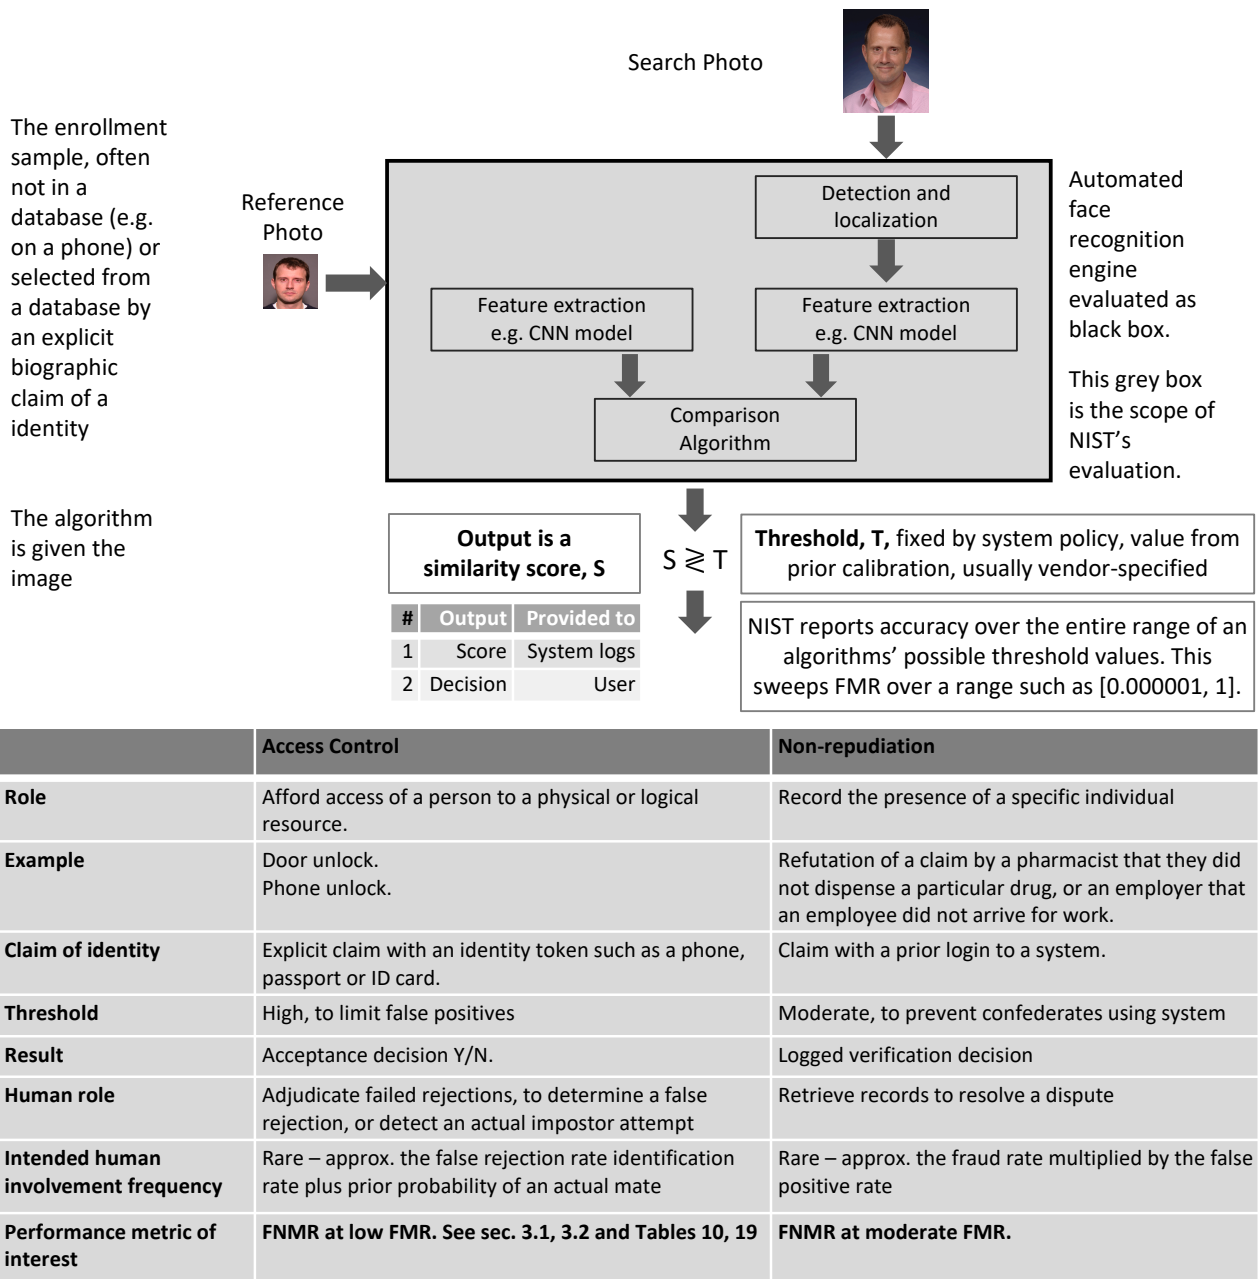 Search Photo
The enrollment
sample, often
not in a
database (e.g.
on a phone) or
selected from
a database by
an explicit
biographic
claim of a
identity
The algorithm
is given the
image
Reference
Photo
Detection and
localization
Feature extraction
e.g. CNN model
Feature extraction
e.g. CNN model
Comparison
Algorithm
Automated
face
recognition
engine
evaluated as
black box.
This grey box
is the scope of
NIST’s
evaluation.
Output is a
similarity score, S
S ≷ T
Threshold, T, fixed by system policy, value from
prior calibration, usually vendor-specified
# Output Provided to
1 Score System logs
2 Decision User
NIST reports accuracy over the entire range of an
algorithms’ possible threshold values. This
sweeps FMR over a range such as [0.000001, 1].
Access Control Non-repudiation
Role Afford access of a person to a physical or logical
resource.
Record the presence of a specific individual
Example Door unlock.
Phone unlock.
Refutation of a claim by a pharmacist that they did
not dispense a particular drug, or an employer that
an employee did not arrive for work.
Claim of identity Explicit claim with an identity token such as a phone,
passport or ID card.
Claim with a prior login to a system.
Threshold High, to limit false positives Moderate, to prevent confederates using system
Result Acceptance decision Y/N. Logged verification decision
Human role Adjudicate failed rejections, to determine a false
rejection, or detect an actual impostor attempt
Retrieve records to resolve a dispute
Intended human
involvement frequency
Rare – approx. the false rejection rate identification
rate plus prior probability of an actual mate
Rare – approx. the fraud rate multiplied by the false
positive rate
Performance metric of
interest
FNMR at low FMR. See sec. 3.1, 3.2 and Tables 10, 19
FNMR at moderate FMR.